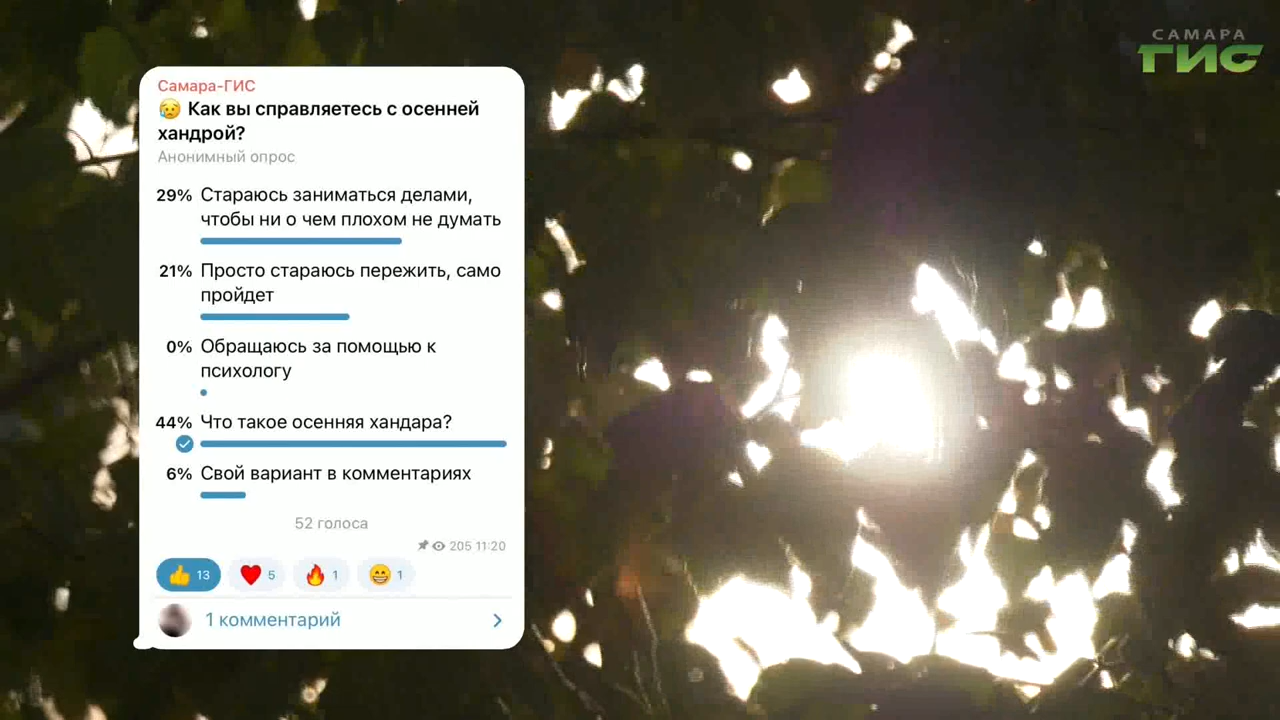 САМАРА
ГИС
Самара-ГИС
😥 Как вы справляетесь с осенней
хандрой?
Анонимный опрос
29% Стараюсь заниматься делами,
чтобы ни о чем плохом не думать
21% Просто стараюсь пережить, само
пройдет
0% Обращаюсь за помощью к
психологу
44% Что такое осенняя хандара?
6% Свой вариант в комментариях
52 голоса
205 11:20
👍 13 ❤️ 5 🔥 1 😁 1
1 комментарий